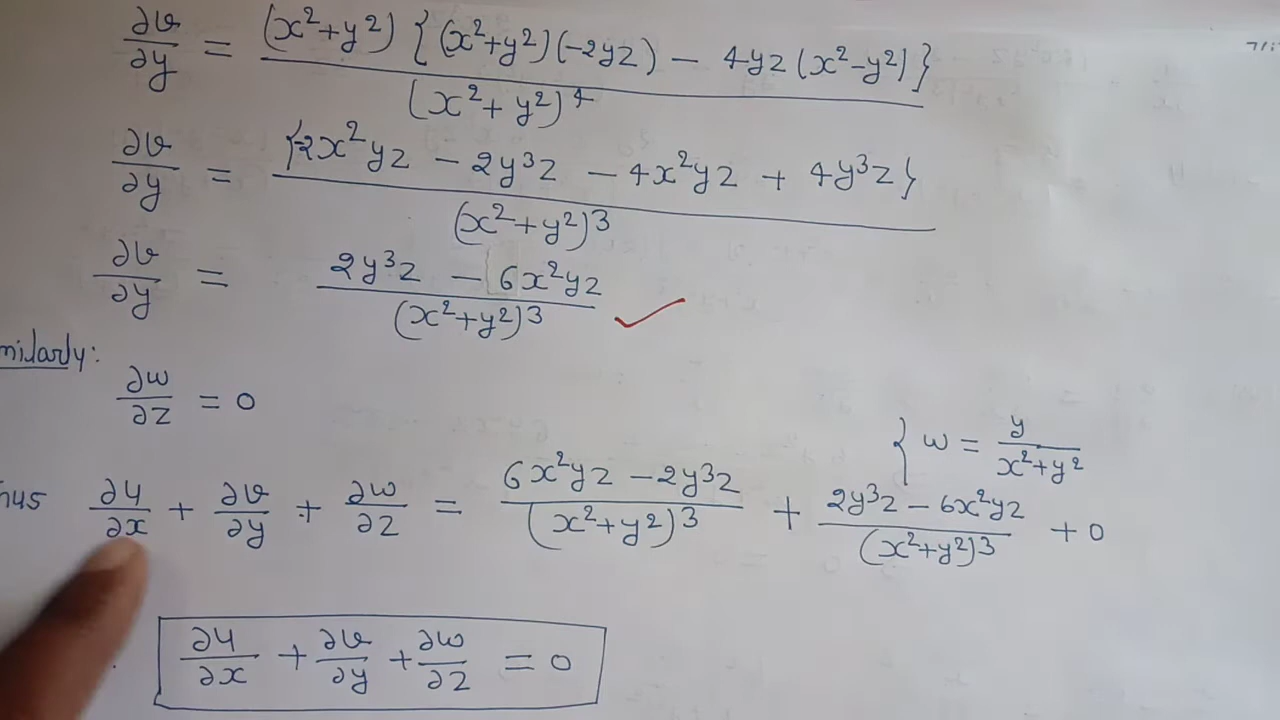 ∂v/∂y = (x²+y²) {(x²+y²)(-2yz) - 4yz(x²-y²)} / (x²+y²)⁴
∂v/∂y = {-2x²yz - 2y³z - 4x²yz + 4y³z} / (x²+y²)³
∂v/∂y = 2y³z - 6x²yz / (x²+y²)³ ✓
milarly:
∂w/∂z = 0
{ w = y / x²+y²
hus ∂u/∂x + ∂v/∂y + ∂w/∂z = 6x²yz - 2y³z / (x²+y²)³ + 2y³z - 6x²yz / (x²+y²)³ + 0
∂u/∂x + ∂v/∂y + ∂w/∂z = 0